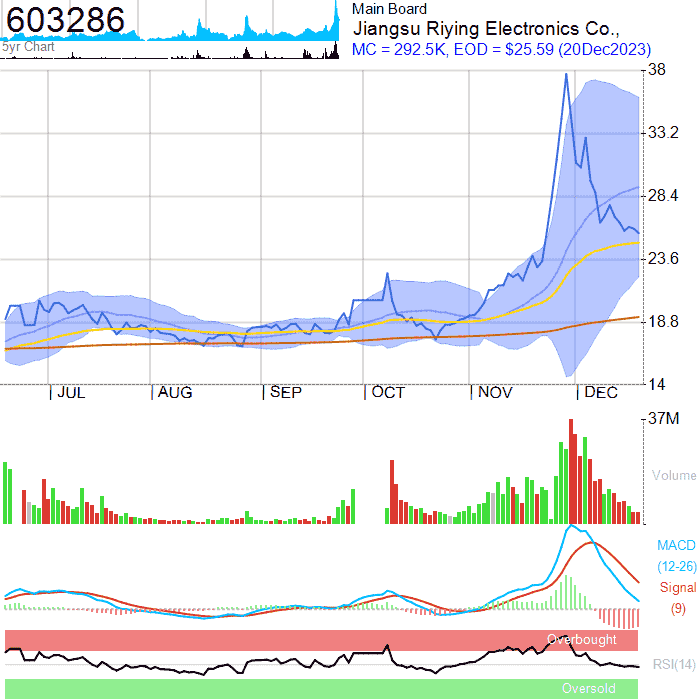 603286
5yr Chart
Main Board
Jiangsu Riying Electronics Co.,
MC = 292.5K, EOD = $25.59 (20Dec2023)
38
33.2
28.4
23.6
18.8
14
JUL
AUG
SEP
OCT
NOV
DEC
37M
Volume
MACD
(12-26)
Signal
(9)
Overbought
RSI(14)
Oversold